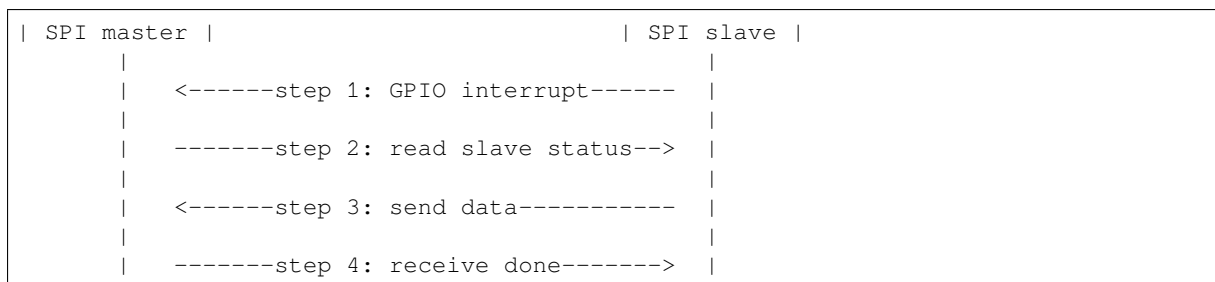 | SPI master |                                 | SPI slave |
       |                                             |
       |   <------step 1: GPIO interrupt------  |
       |                                             |
       |   -------step 2: read slave status-->  |
       |                                             |
       |   <------step 3: send data-----------  |
       |                                             |
       |   -------step 4: receive done------->  |